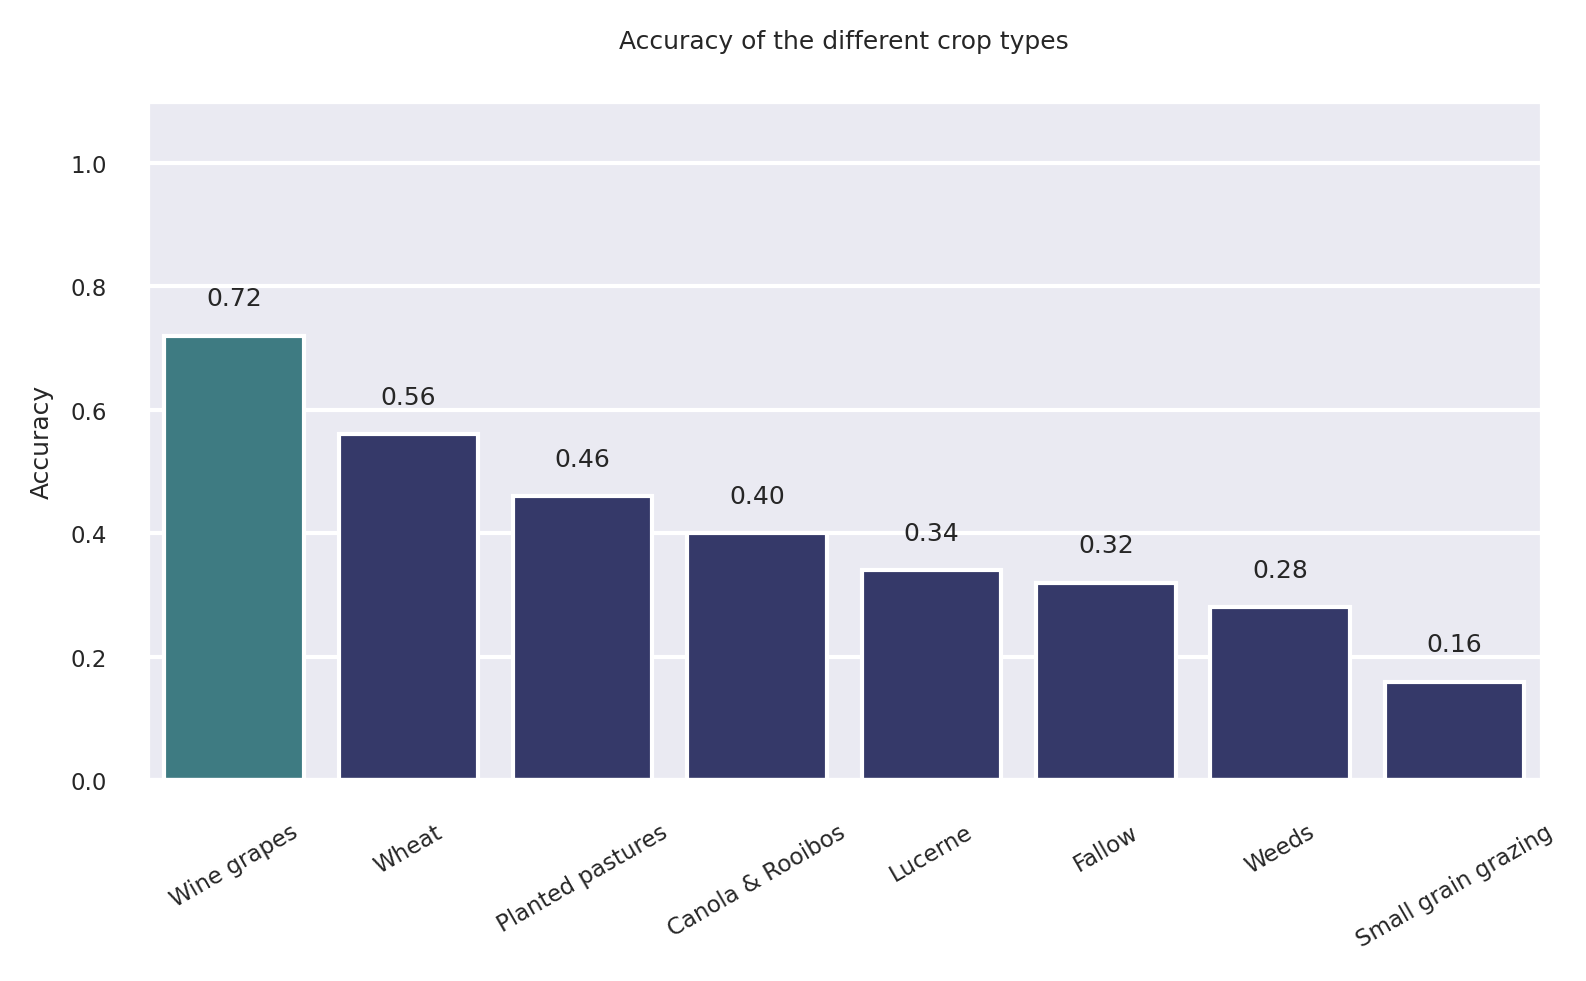 Accuracy of the different crop types
1.0
0.8
0.6
0.4
0.2
0.0
Accuracy
0.72
0.56
0.46
0.40
0.34
0.32
0.28
0.16
Wine grapes
Wheat
Planted pastures
Canola & Rooibos
Lucerne
Fallow
Weeds
Small grain grazing